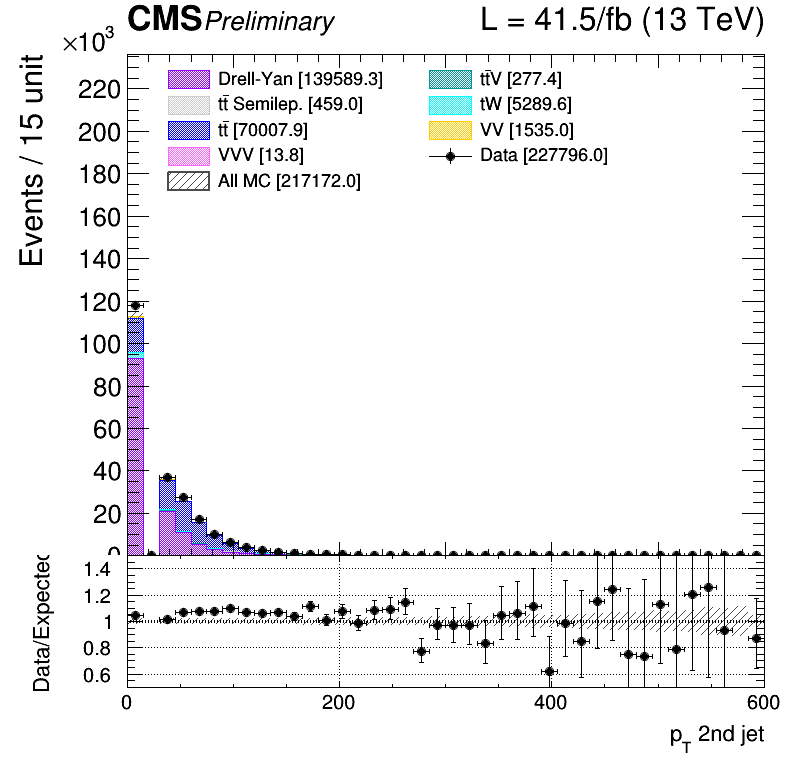 CMS Preliminary L = 41.5/fb (13 TeV)
×10³
Events / 15 unit
220
200
180
160
140
120
100
80
60
40
20
0
Drell-Yan [139589.3]
tt̄ Semilep. [459.0]
tt̄ [70007.9]
VVV [13.8]
All MC [217172.0]
tt̄V [277.4]
tW [5289.6]
VV [1535.0]
Data [227796.0]
Data/Expected
1.4
1.2
1
0.8
0.6
0 200 400 600
p_T 2nd jet